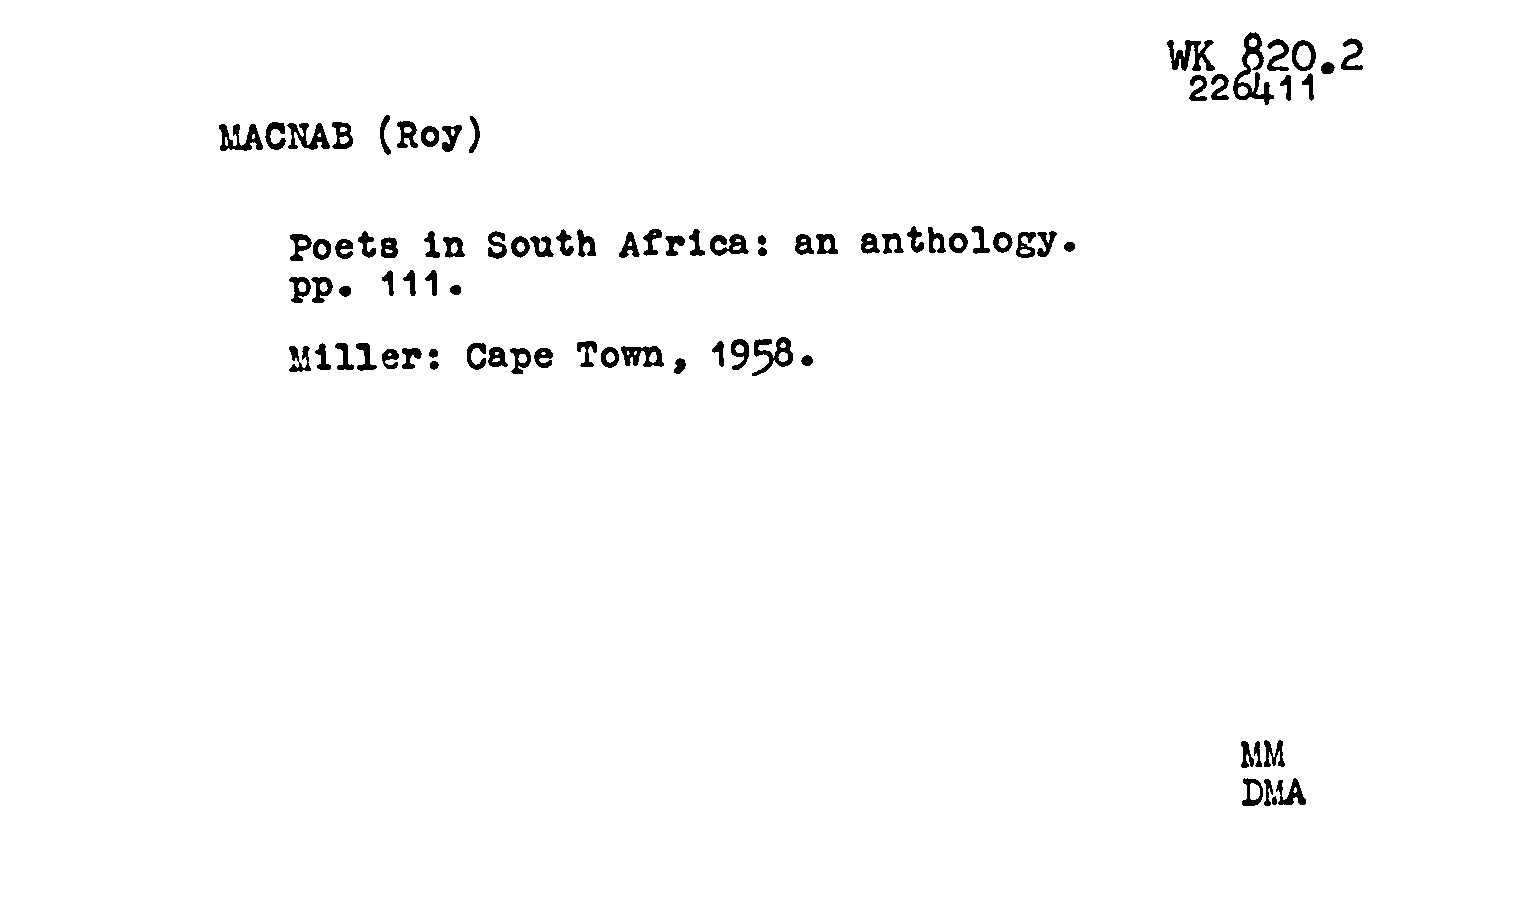 WK 820.2
226411
MACNAB (Roy)
Poets in South Africa: an anthology.
pp. 111.
Miller: Cape Town, 1958.
MM
DMA